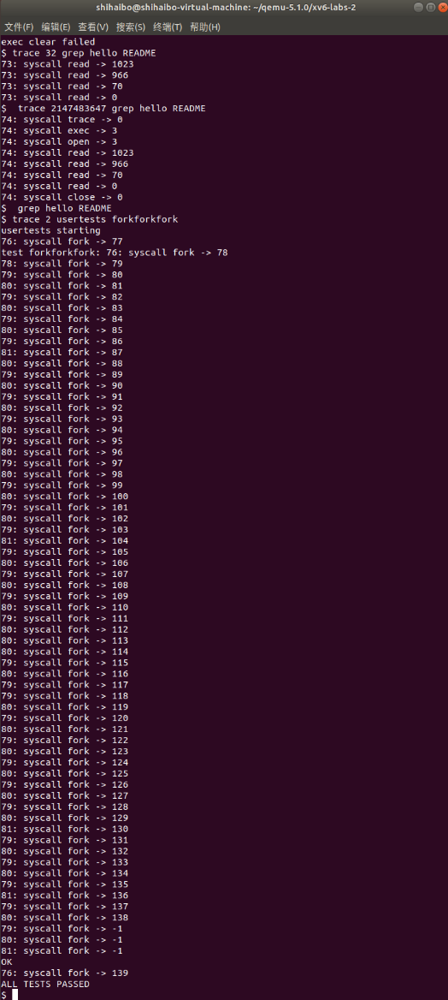 shihaibo@shihaibo-virtual-machine: ~/qemu-5.1.0/xv6-labs-2
文件(F) 编辑(E) 查看(V) 搜索(S) 终端(T) 帮助(H)
exec clear failed
$ trace 32 grep hello README
73: syscall read -> 1023
73: syscall read -> 966
73: syscall read -> 70
73: syscall read -> 0
$  trace 2147483647 grep hello README
74: syscall trace -> 0
74: syscall exec -> 3
74: syscall open -> 3
74: syscall read -> 1023
74: syscall read -> 966
74: syscall read -> 70
74: syscall read -> 0
74: syscall close -> 0
$  grep hello README
$ trace 2 usertests forkforkfork
usertests starting
76: syscall fork -> 77
test forkforkfork: 76: syscall fork -> 78
78: syscall fork -> 79
79: syscall fork -> 80
80: syscall fork -> 81
79: syscall fork -> 82
80: syscall fork -> 83
79: syscall fork -> 84
80: syscall fork -> 85
79: syscall fork -> 86
81: syscall fork -> 87
80: syscall fork -> 88
79: syscall fork -> 89
80: syscall fork -> 90
79: syscall fork -> 91
80: syscall fork -> 92
79: syscall fork -> 93
80: syscall fork -> 94
79: syscall fork -> 95
80: syscall fork -> 96
79: syscall fork -> 97
80: syscall fork -> 98
79: syscall fork -> 99
80: syscall fork -> 100
79: syscall fork -> 101
80: syscall fork -> 102
79: syscall fork -> 103
81: syscall fork -> 104
79: syscall fork -> 105
80: syscall fork -> 106
79: syscall fork -> 107
80: syscall fork -> 108
79: syscall fork -> 109
80: syscall fork -> 110
79: syscall fork -> 111
80: syscall fork -> 112
80: syscall fork -> 113
80: syscall fork -> 114
79: syscall fork -> 115
80: syscall fork -> 116
79: syscall fork -> 117
79: syscall fork -> 118
80: syscall fork -> 119
79: syscall fork -> 120
80: syscall fork -> 121
79: syscall fork -> 122
80: syscall fork -> 123
79: syscall fork -> 124
80: syscall fork -> 125
79: syscall fork -> 126
80: syscall fork -> 127
79: syscall fork -> 128
80: syscall fork -> 129
81: syscall fork -> 130
79: syscall fork -> 131
80: syscall fork -> 132
79: syscall fork -> 133
80: syscall fork -> 134
79: syscall fork -> 135
81: syscall fork -> 136
79: syscall fork -> 137
80: syscall fork -> 138
79: syscall fork -> -1
80: syscall fork -> -1
81: syscall fork -> -1
OK
76: syscall fork -> 139
ALL TESTS PASSED
$